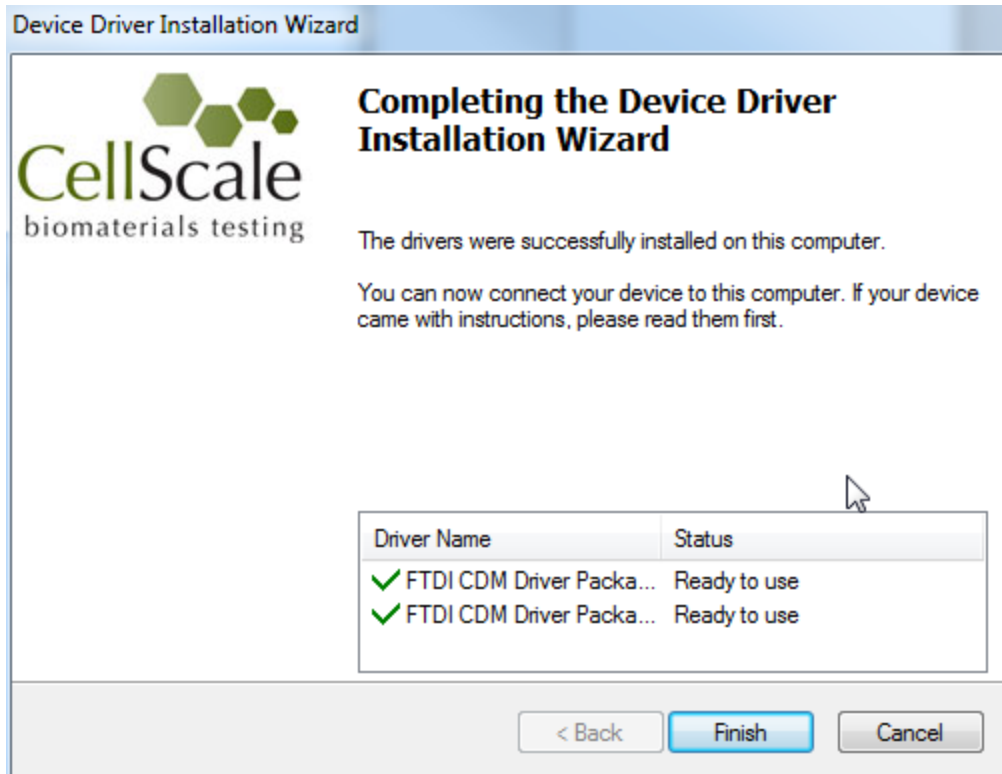 Device Driver Installation Wizard
CellScale
biomaterials testing
Completing the Device Driver
Installation Wizard
The drivers were successfully installed on this computer.
You can now connect your device to this computer. If your device
came with instructions, please read them first.
Driver Name Status
FTDI CDM Driver Packa... Ready to use
FTDI CDM Driver Packa... Ready to use
< Back Finish Cancel